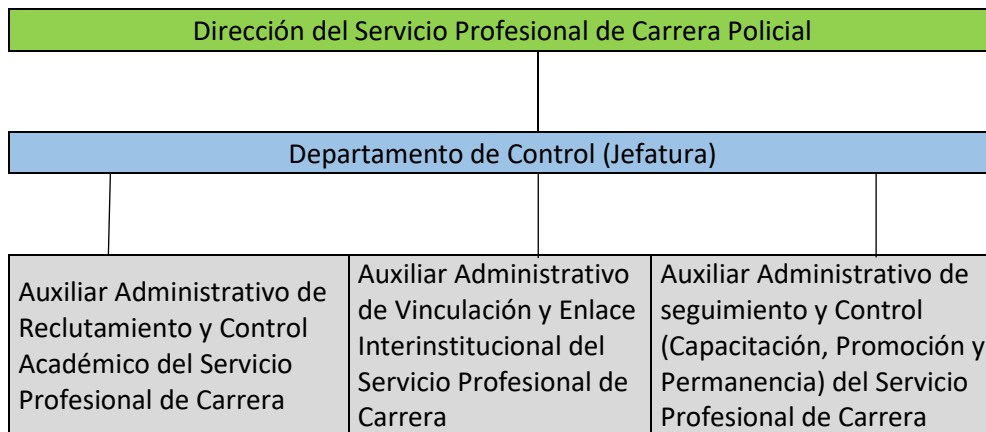 Dirección del Servicio Profesional de Carrera Policial
Departamento de Control (Jefatura)
Auxiliar Administrativo de
Reclutamiento y Control
Académico del Servicio
Profesional de Carrera
Auxiliar Administrativo
de Vinculación y Enlace
Interinstitucional del
Servicio Profesional de
Carrera
Auxiliar Administrativo de
seguimiento y Control
(Capacitación, Promoción y
Permanencia) del Servicio
Profesional de Carrera